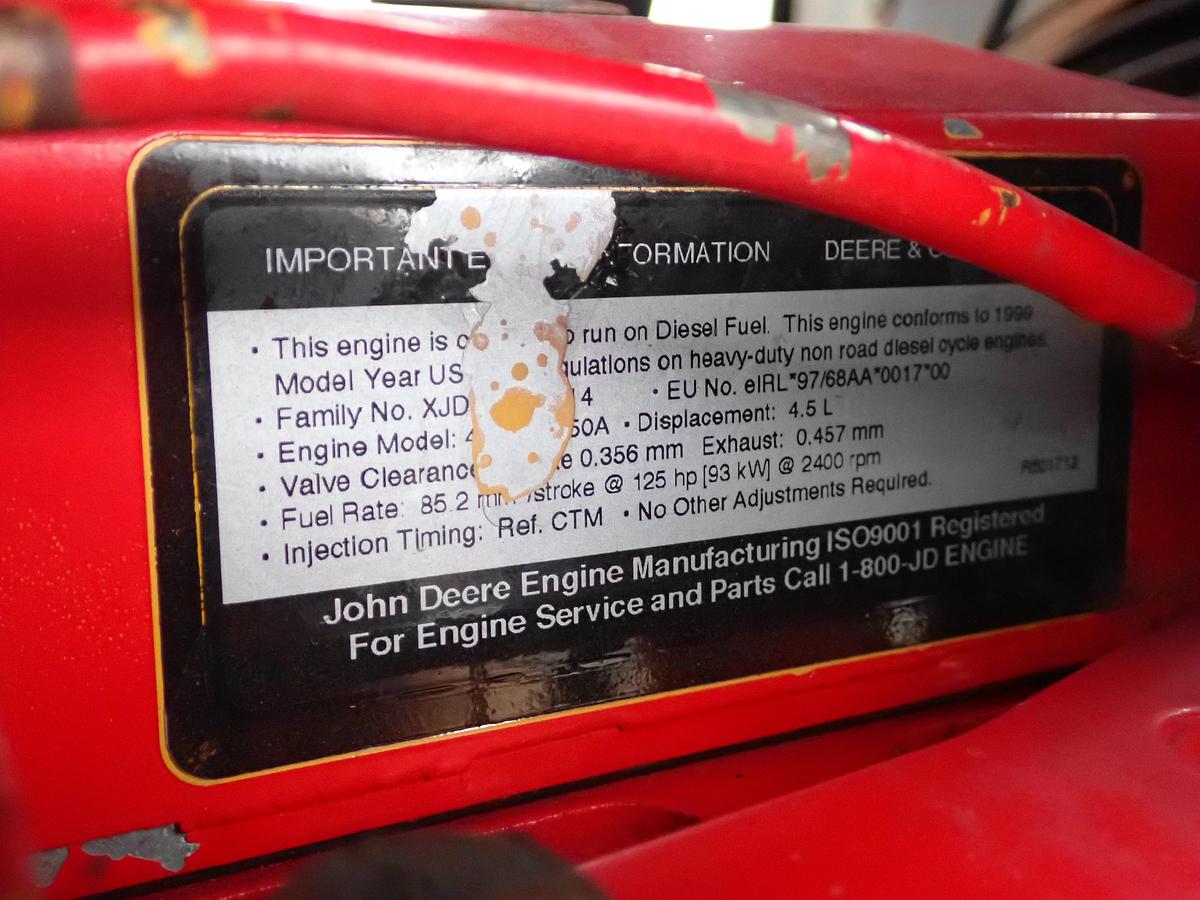 IMPORTANT FORMATION DEERE &
• This engine is run on Diesel Fuel. This engine conforms to 1999
Model Year US on heavy-duty non road diesel cycle engines.
• Family No. XJD 4 • EU No. eIRL*97/68AA*0017*00
• Engine Model: 50A • Displacement: 4.5 L
• Valve Clearance 0.356 mm Exhaust: 0.457 mm
• Fuel Rate: 85.2 /stroke @ 125 hp [93 kW] @ 2400 rpm
• Injection Timing: Ref. CTM • No Other Adjustments Required.
John Deere Engine Manufacturing ISO9001 Registered
For Engine Service and Parts Call 1-800-JD ENGINE